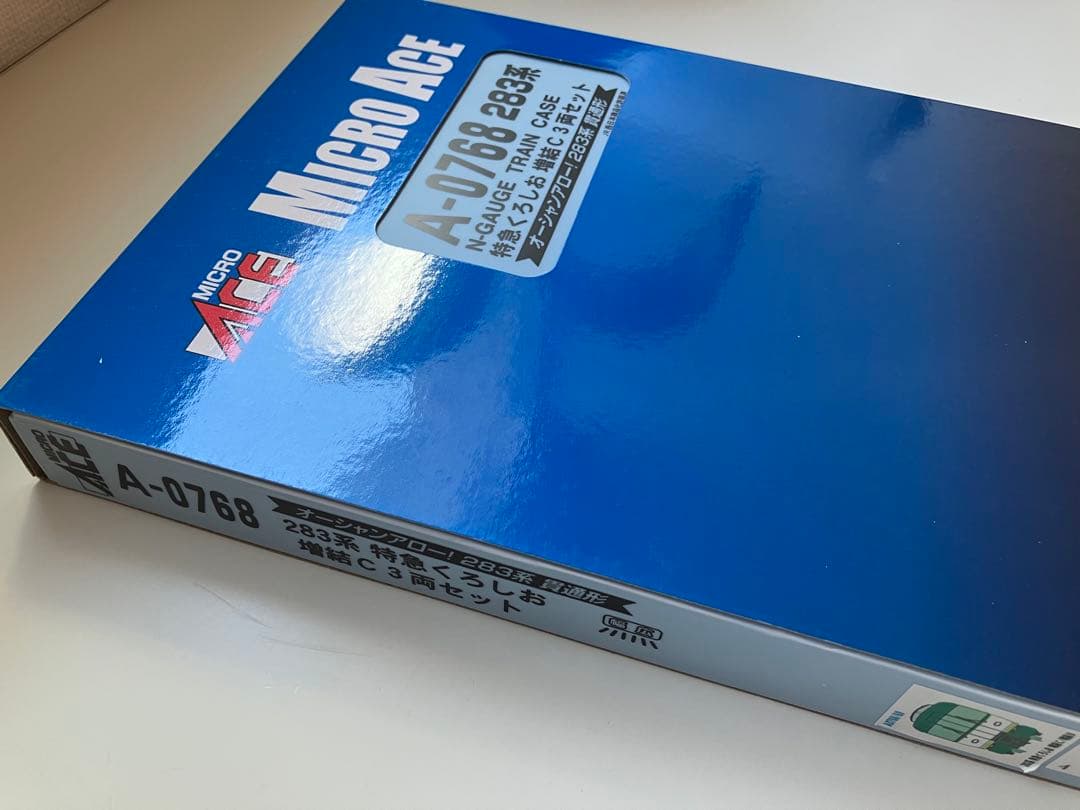 MICRO ACE
MICRO
ACE
A-0768 283系
N-GAUGE TRAIN CASE
特急くろしお 増結C3両セット
オーシャンアロー! 283系 貫通形
MICRO
ACE
A-0768
オーシャンアロー! 283系 貫通形
283系 特急くろしお
増結C 3両セット